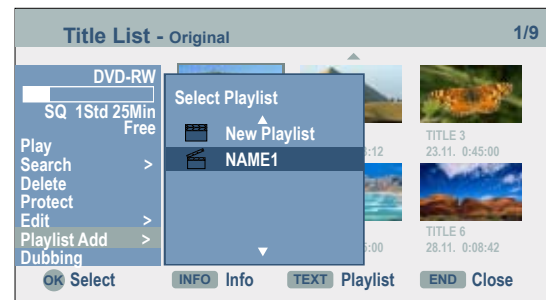 Title List - Original 1/9
DVD-RW
SQ 1Std 25Min
Free
Play
Search >
Delete
Protect
Edit >
Playlist Add >
Dubbing
Select Playlist
New Playlist
NAME1
:12
TITLE 3
23.11. 0:45:00
:00
TITLE 6
28.11. 0:08:42
OK Select INFO Info TEXT Playlist END Close